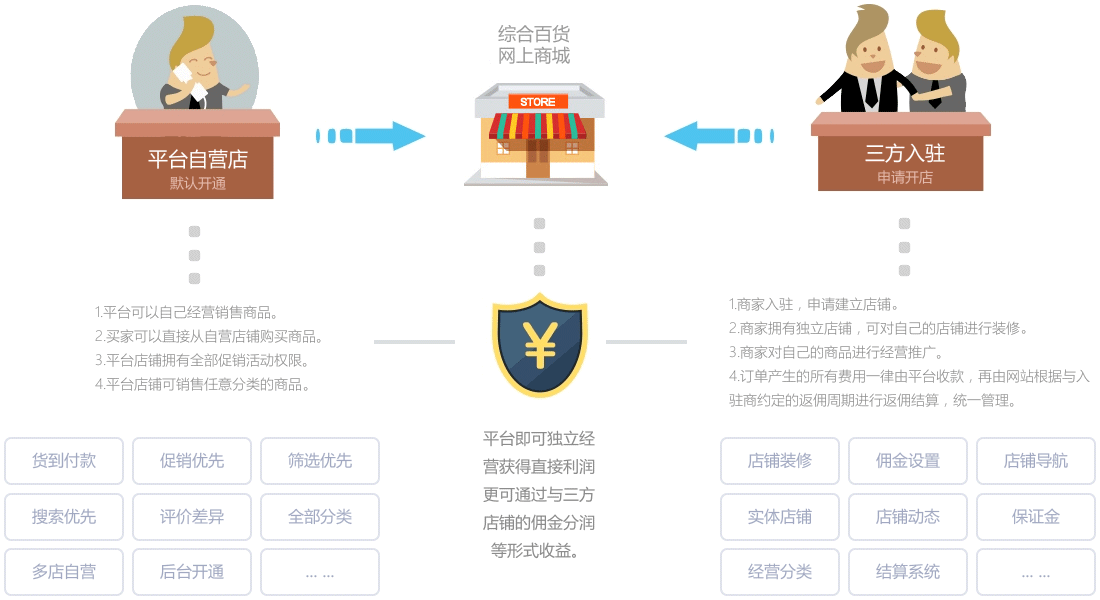 综合百货
网上商城
STORE
平台自营店
默认开通
三方入驻
申请开店
1.平台可以自己经营销售商品。
2.买家可以直接从自营店铺购买商品。
3.平台店铺拥有全部促销活动权限。
4.平台店铺可销售任意分类的商品。
1.商家入驻，申请建立店铺。
2.商家拥有独立店铺，可对自己的店铺进行装修。
3.商家对自己的商品进行经营推广。
4.订单产生的所有费用一律由平台收款，再由网站根据与入
驻商约定的返佣周期进行返佣结算，统一管理。
¥
平台即可独立经
营获得直接利润
更可通过与三方
店铺的佣金分润
等形式收益。
货到付款 促销优先 筛选优先
搜索优先 评价差异 全部分类
多店自营 后台开通 ... ...
店铺装修 佣金设置 店铺导航
实体店铺 店铺动态 保证金
经营分类 结算系统 ... ...